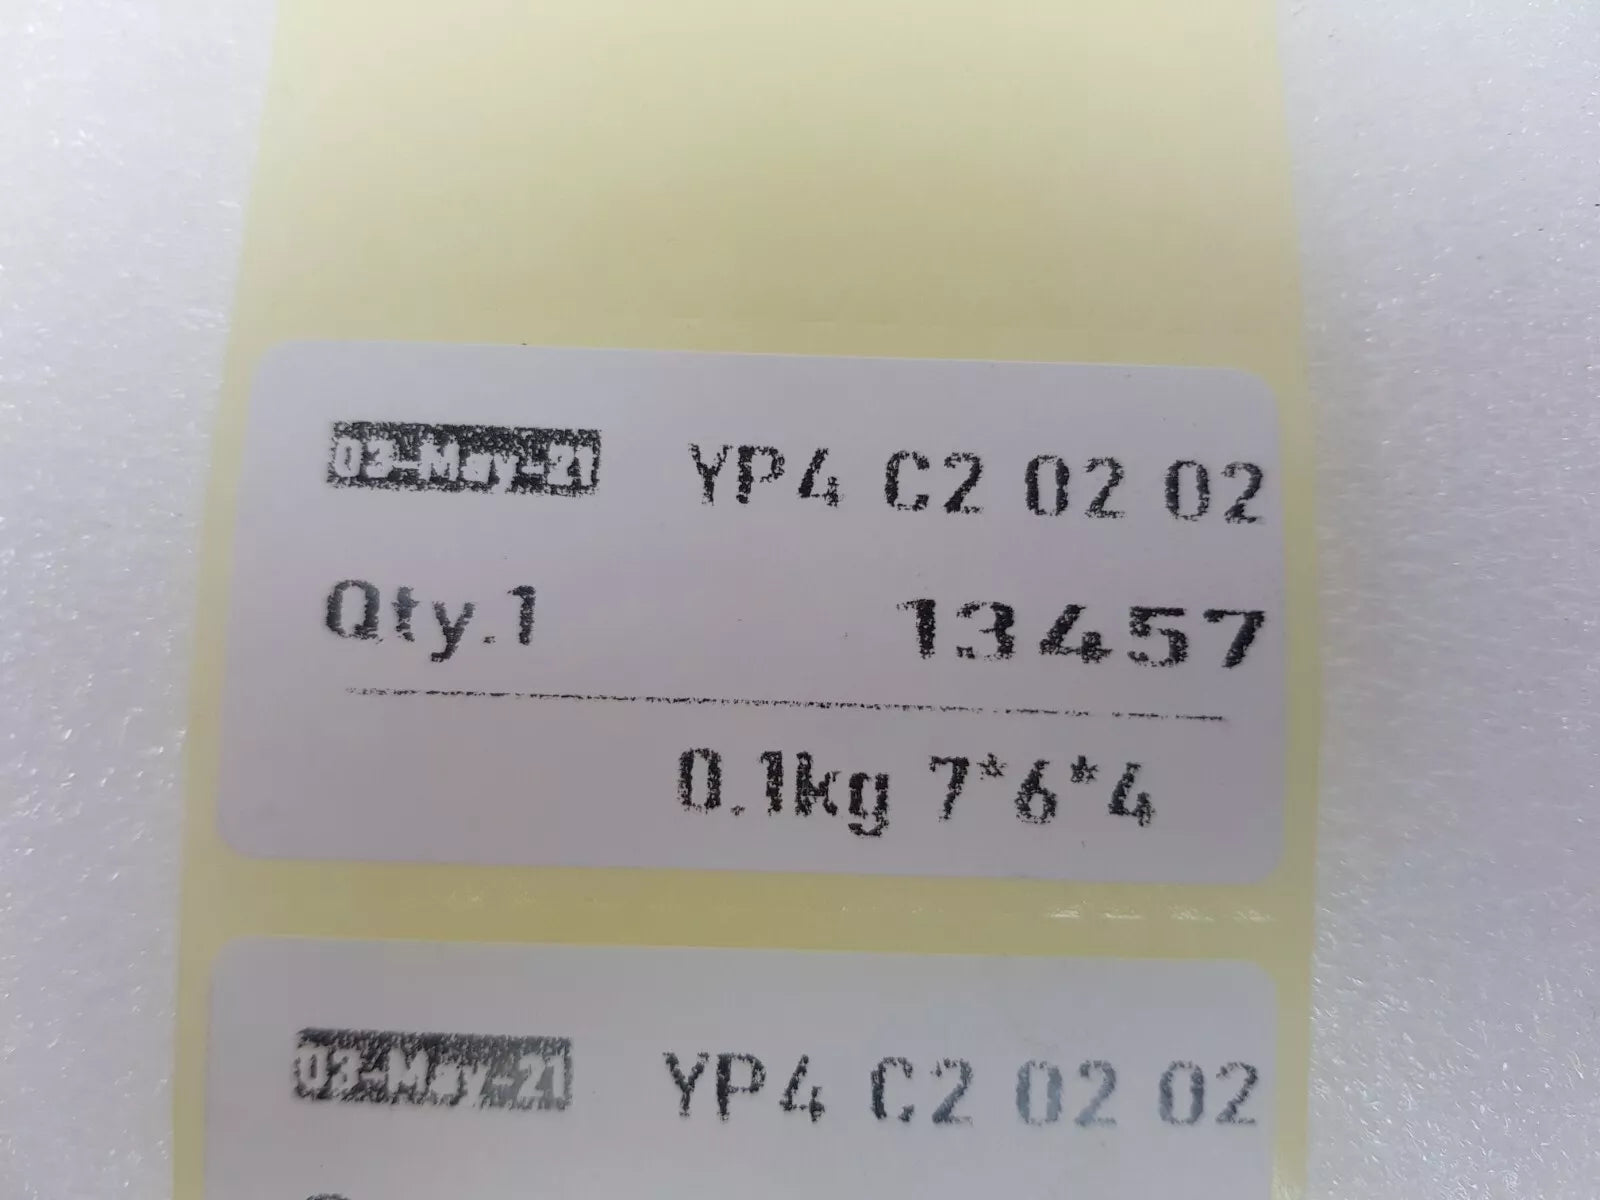 03-May-21 YP4 C2 02 02
Qty.1 13457
0.1kg 7*6*4
03-May-21 YP4 C2 02 02